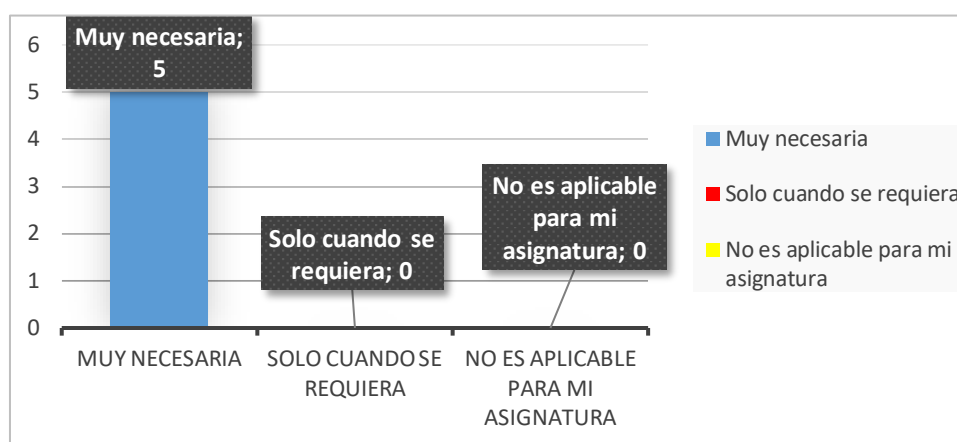 6
5
4
3
2
1
0
Muy necesaria;
5
Solo cuando se
requiera; 0
No es aplicable
para mi
asignatura; 0
MUY NECESARIA
SOLO CUANDO SE
REQUIERA
NO ES APLICABLE
PARA MI
ASIGNATURA
Muy necesaria
Solo cuando se requiera
No es aplicable para mi
asignatura